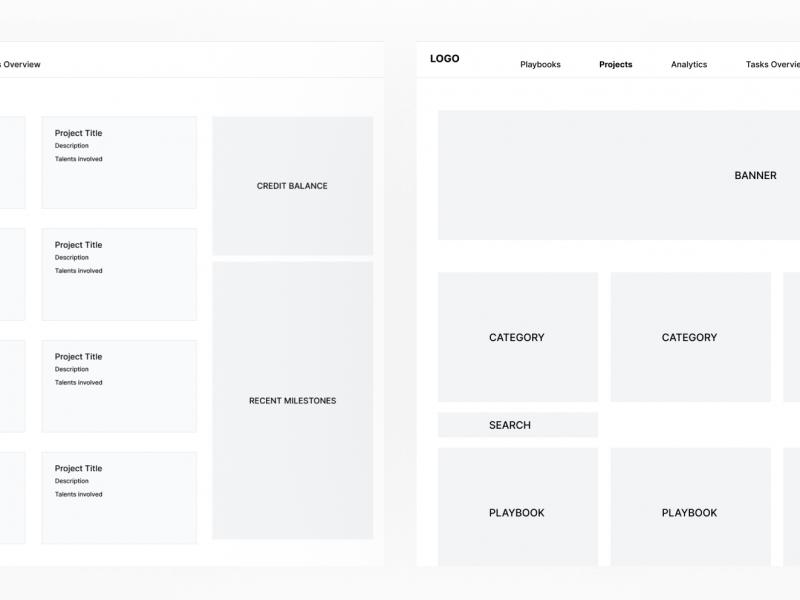 s Overview
Project Title
Description
Talents involved
Project Title
Description
Talents involved
Project Title
Description
Talents involved
Project Title
Description
Talents involved
CREDIT BALANCE
RECENT MILESTONES
LOGO
Playbooks
Projects
Analytics
Tasks Overvie
BANNER
CATEGORY
CATEGORY
SEARCH
PLAYBOOK
PLAYBOOK